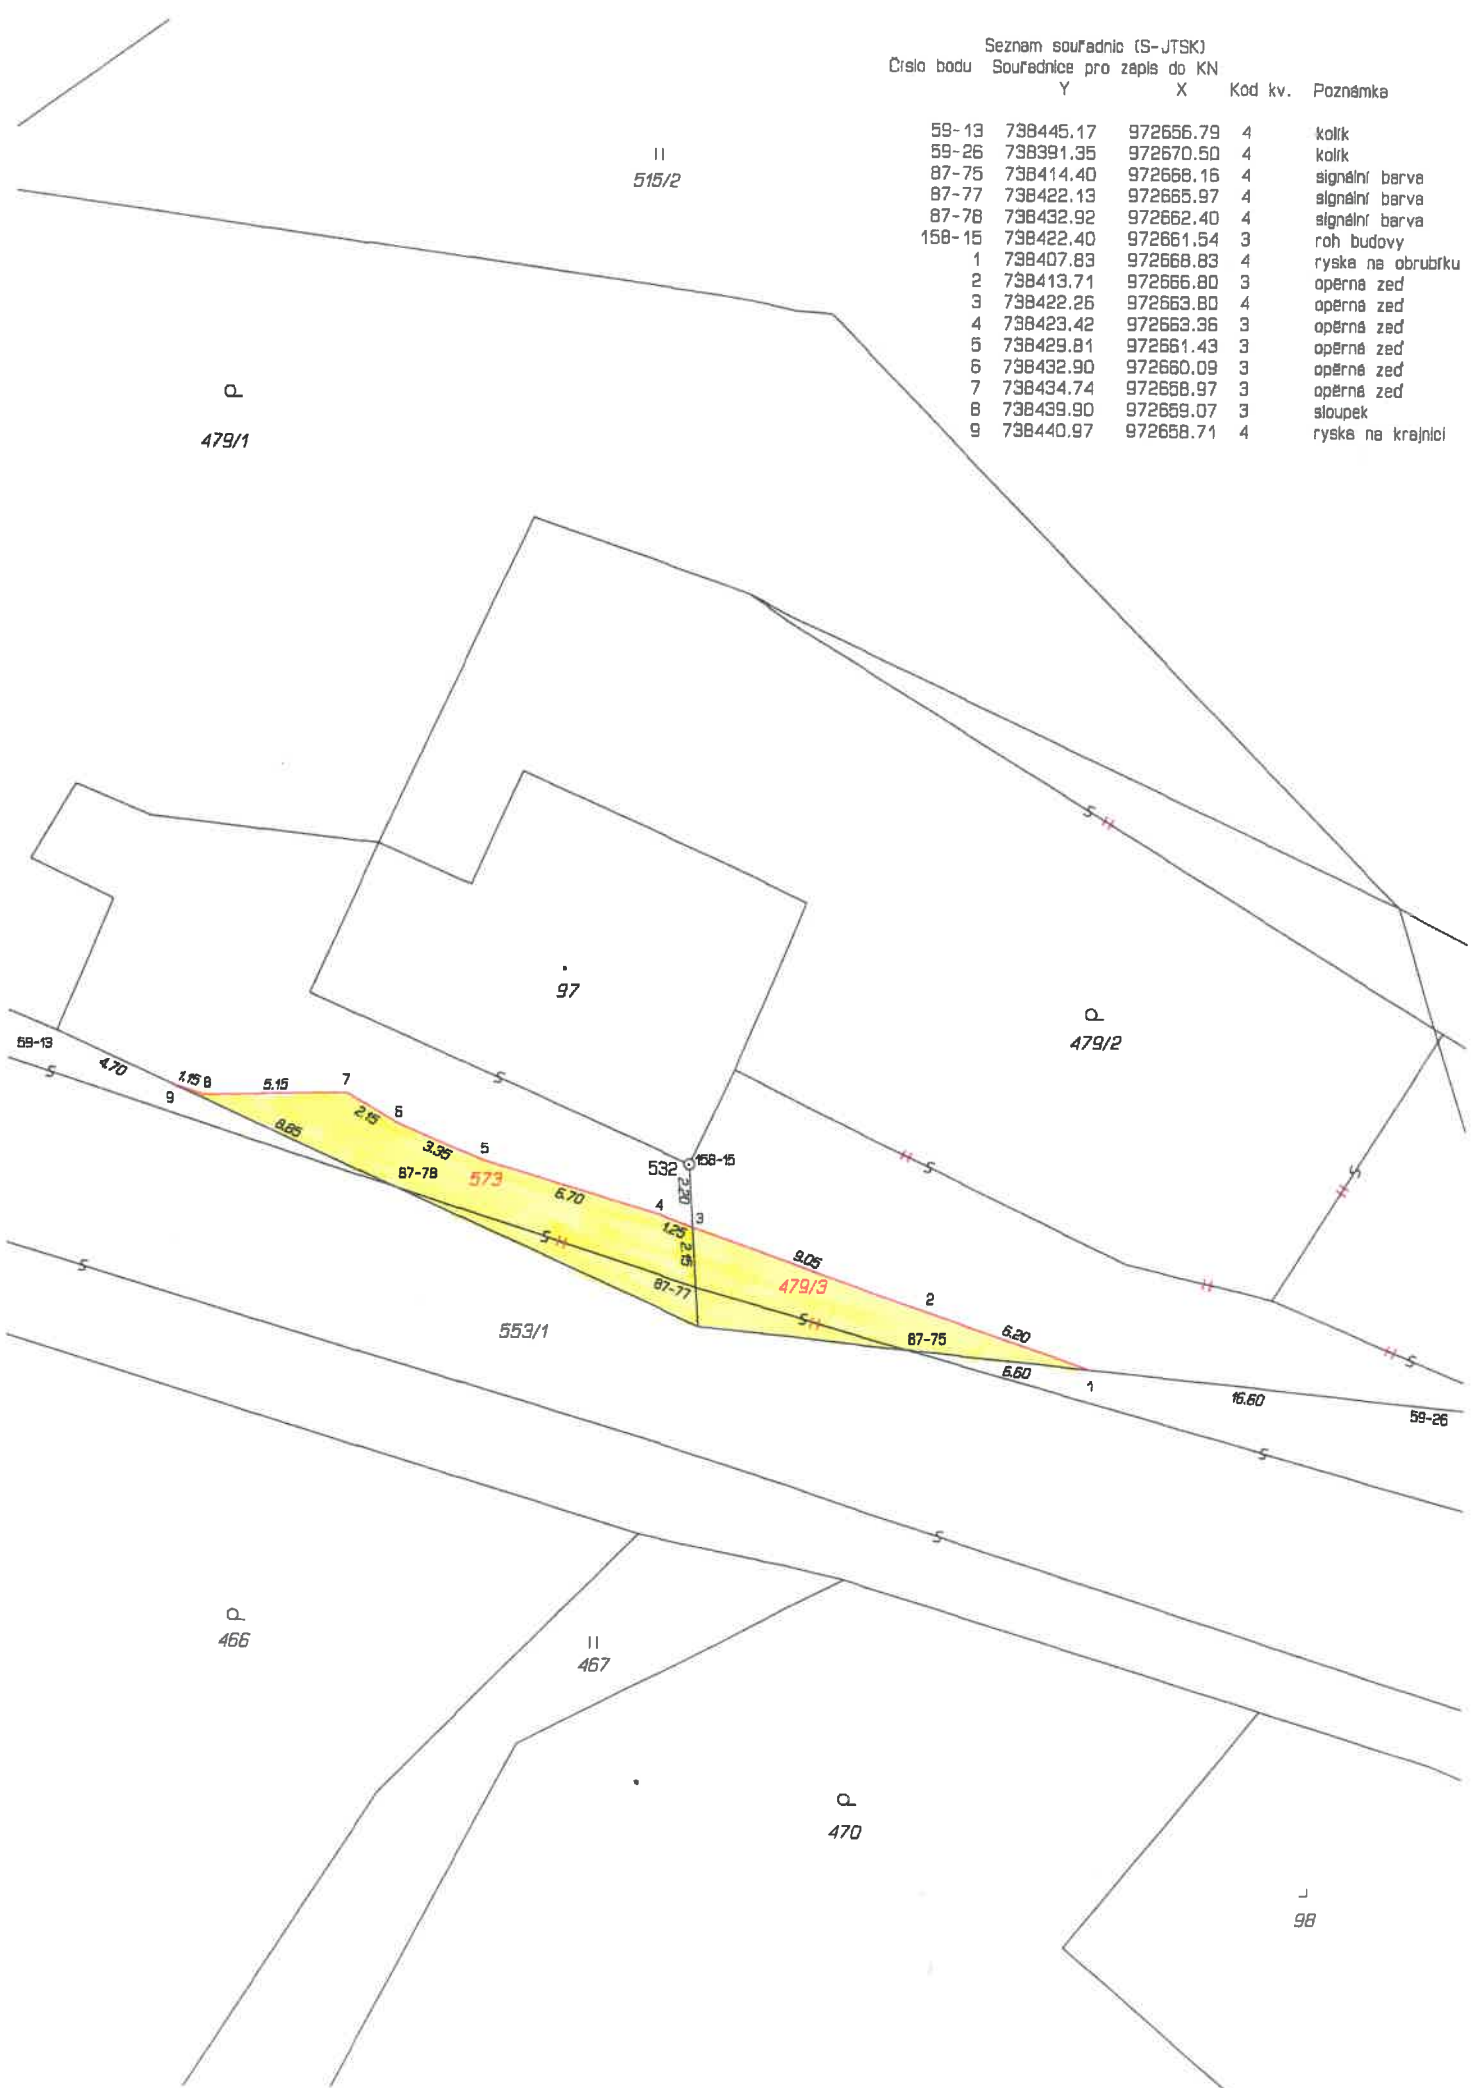 Seznam souřadnic (S-JTSK)
Číslo bodu Souřadnice pro zápis do KN
Y X Kód kv. Poznámka
59-13 738445.17 972656.79 4 kolík
59-26 738391.35 972670.50 4 kolík
87-75 738414.40 972668.16 4 signální barva
87-77 738422.13 972665.97 4 signální barva
87-78 738432.92 972662.40 4 signální barva
158-15 738422.40 972661.54 3 roh budovy
1 738407.83 972668.83 4 ryska na obrubíku
2 738413.71 972666.80 3 opěrná zeď
3 738422.26 972663.80 4 opěrná zeď
4 738423.42 972663.36 3 opěrná zeď
5 738429.81 972661.43 3 opěrná zeď
6 738432.90 972660.09 3 opěrná zeď
7 738434.74 972658.97 3 opěrná zeď
8 738439.90 972659.07 3 sloupek
9 738440.97 972658.71 4 ryska na krajnici
515/2
479/1
97
479/2
59-13
4.70
1.15 8
5.15
7
9
2.15
6
8.85
3.35
5
87-78
573
532
158-15
6.70
2.20
4
3
1.25
2.15
9.05
87-77
479/3
2
553/1
87-75
6.20
6.60
1
16.60
59-26
466
467
470
98